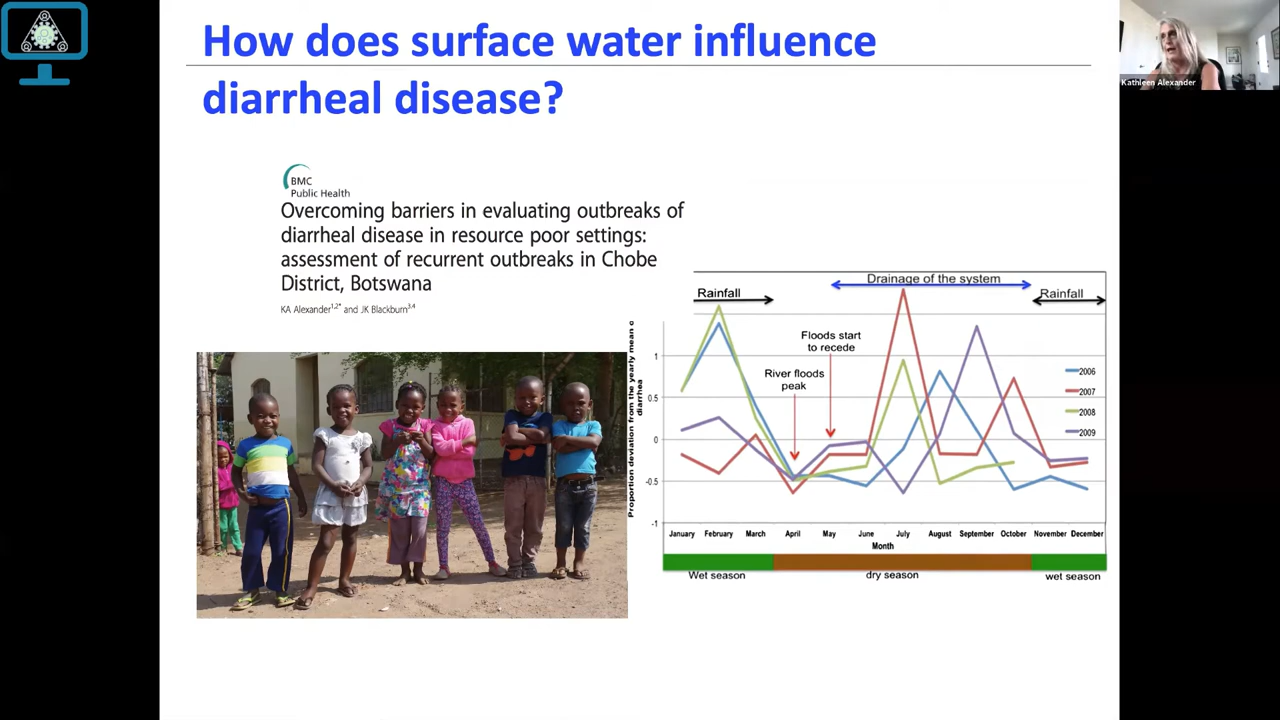 How does surface water influence
diarrheal disease?
Kathleen Alexander
BMC
Public Health
Overcoming barriers in evaluating outbreaks of
diarrheal disease in resource poor settings:
assessment of recurrent outbreaks in Chobe
District, Botswana
KA Alexander1,2* and JK Blackburn3,4
Drainage of the system
Rainfall
Rainfall
Floods start
to recede
River floods
peak
Proportion deviation from the yearly mean
diarrhea
1
0.5
0
-0.5
-1
2006
2007
2008
2009
January February March April May June July August September October November December
Month
Wet season
dry season
wet season